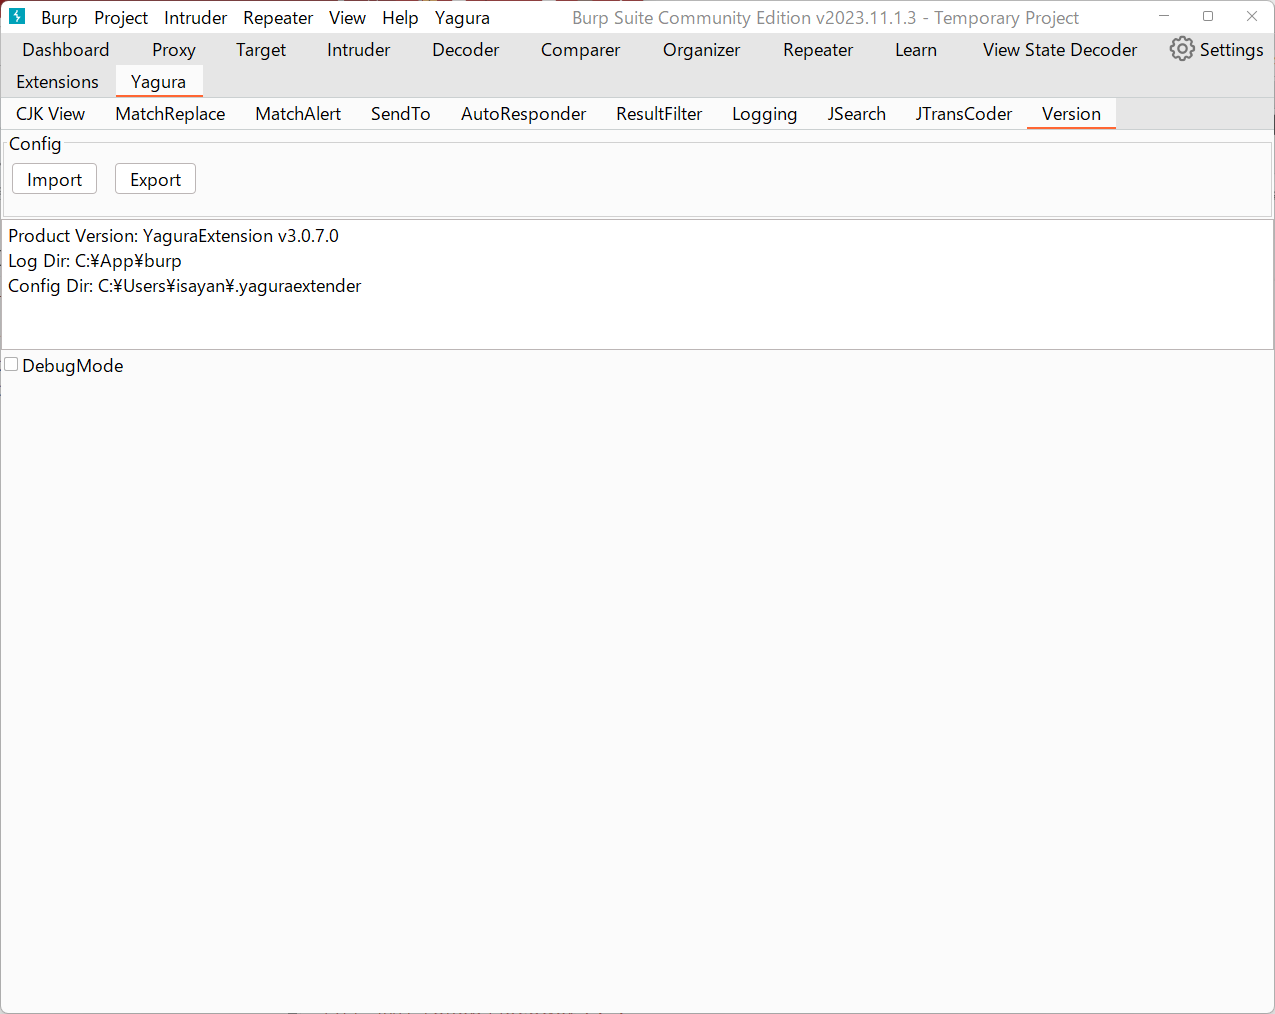 Burp Project Intruder Repeater View Help Yagura Burp Suite Community Edition v2023.11.1.3 - Temporary Project
Dashboard Proxy Target Intruder Decoder Comparer Organizer Repeater Learn View State Decoder Settings
Extensions Yagura
CJK View MatchReplace MatchAlert SendTo AutoResponder ResultFilter Logging JSearch JTransCoder Version
Config
Import Export
Product Version: YaguraExtension v3.0.7.0
Log Dir: C:¥App¥burp
Config Dir: C:¥Users¥isayan¥.yaguraextender
DebugMode